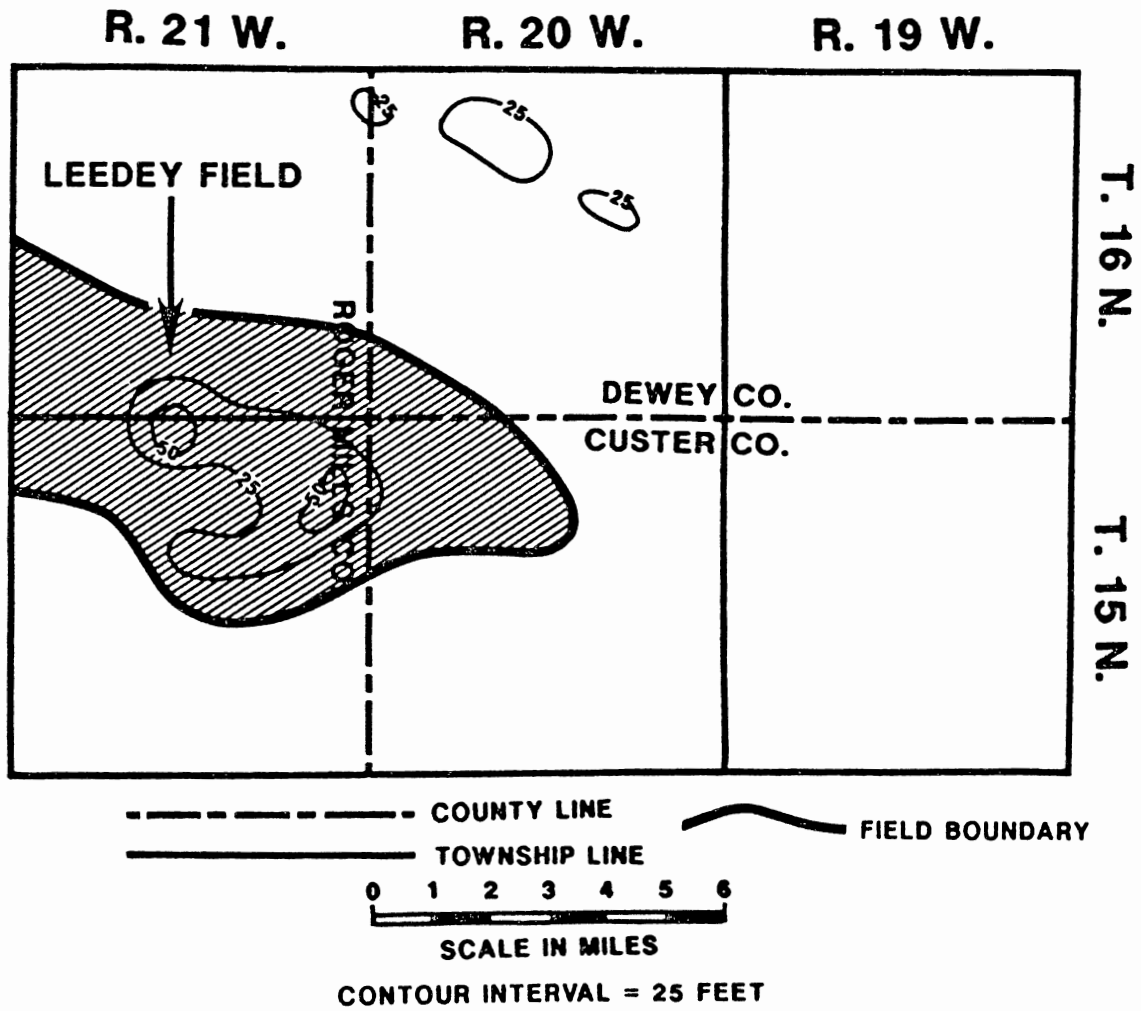 R. 21 W. R. 20 W. R. 19 W.
25
25
LEEDEY FIELD
25
T. 16 N.
ROGER MILLS CO.
DEWEY CO.
CUSTER CO.
50
25
50
T. 15 N.
COUNTY LINE
FIELD BOUNDARY
TOWNSHIP LINE
0 1 2 3 4 5 6
SCALE IN MILES
CONTOUR INTERVAL = 25 FEET